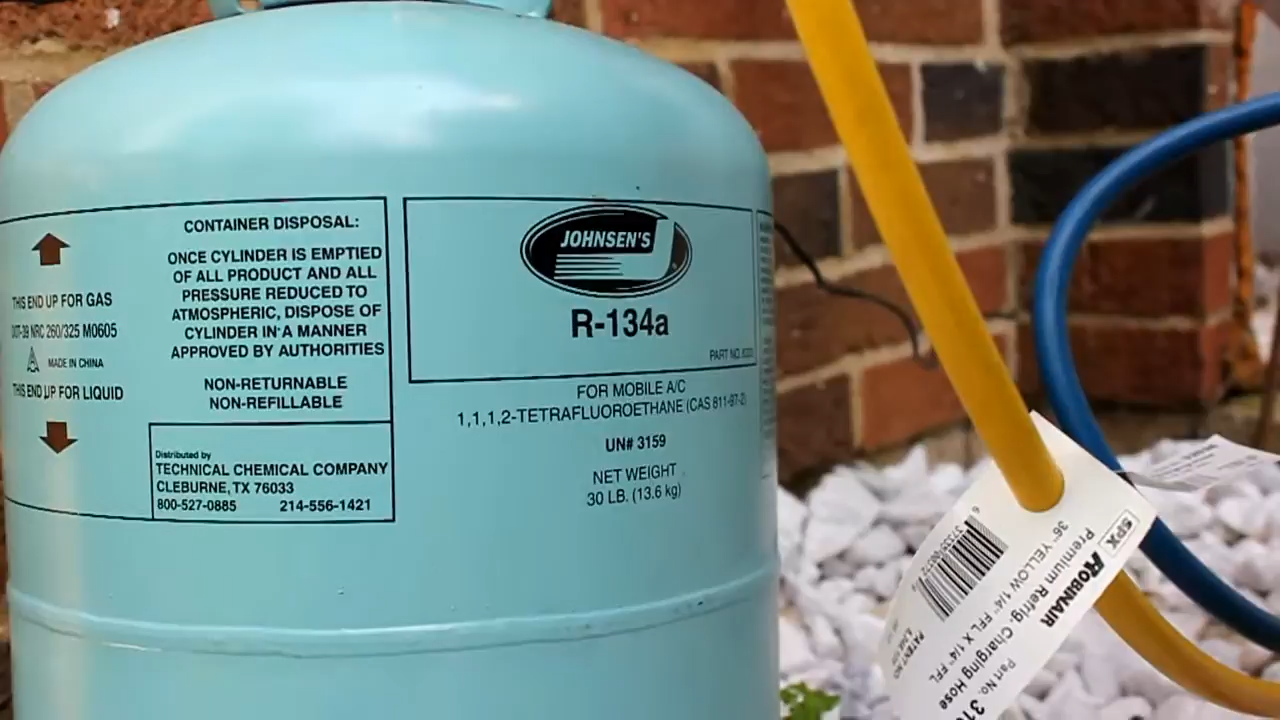 THIS END UP FOR GAS
DOT-39 NRC 260/325 M0605
MADE IN CHINA
THIS END UP FOR LIQUID
CONTAINER DISPOSAL:
ONCE CYLINDER IS EMPTIED
OF ALL PRODUCT AND ALL
PRESSURE REDUCED TO
ATMOSPHERIC, DISPOSE OF
CYLINDER IN A MANNER
APPROVED BY AUTHORITIES
NON-RETURNABLE
NON-REFILLABLE
Distributed by
TECHNICAL CHEMICAL COMPANY
CLEBURNE, TX 76033
800-527-0885 214-556-1421
JOHNSEN'S
R-134a
PART NO.
FOR MOBILE A/C
1,1,1,2-TETRAFLUOROETHANE (CAS 811-97-2)
UN# 3159
NET WEIGHT
30 LB. (13.6 kg)
SPX ROBINAIR
Premium Refrig. Charging Hose
36" YELLOW 1/4" FFL X 1/4" FFL
Part No.
PATENT NO